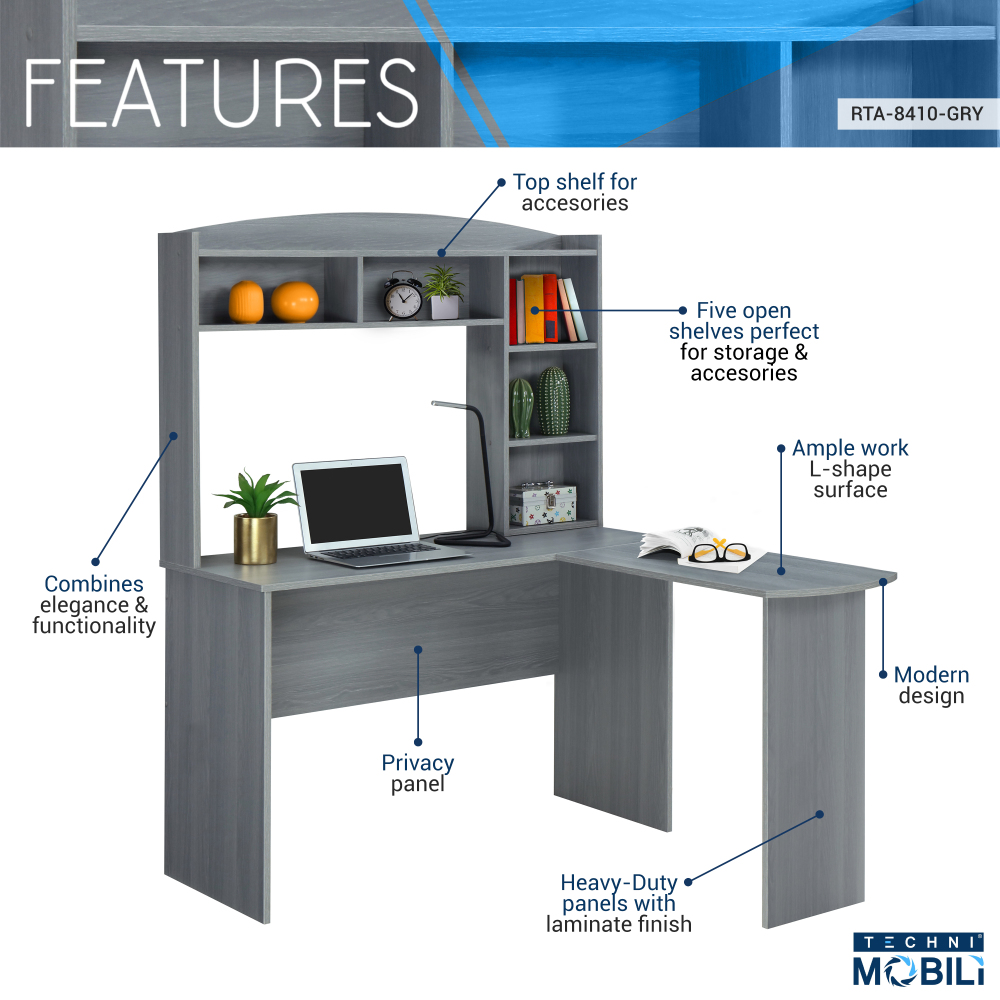 FEATURES
RTA-8410-GRY
Top shelf for
accesories
Five open
shelves perfect
for storage &
accesories
Ample work
L-shape
surface
Combines
elegance &
functionality
Modern
design
Privacy
panel
Heavy-Duty
panels with
laminate finish
TECHNI®
MOBILI